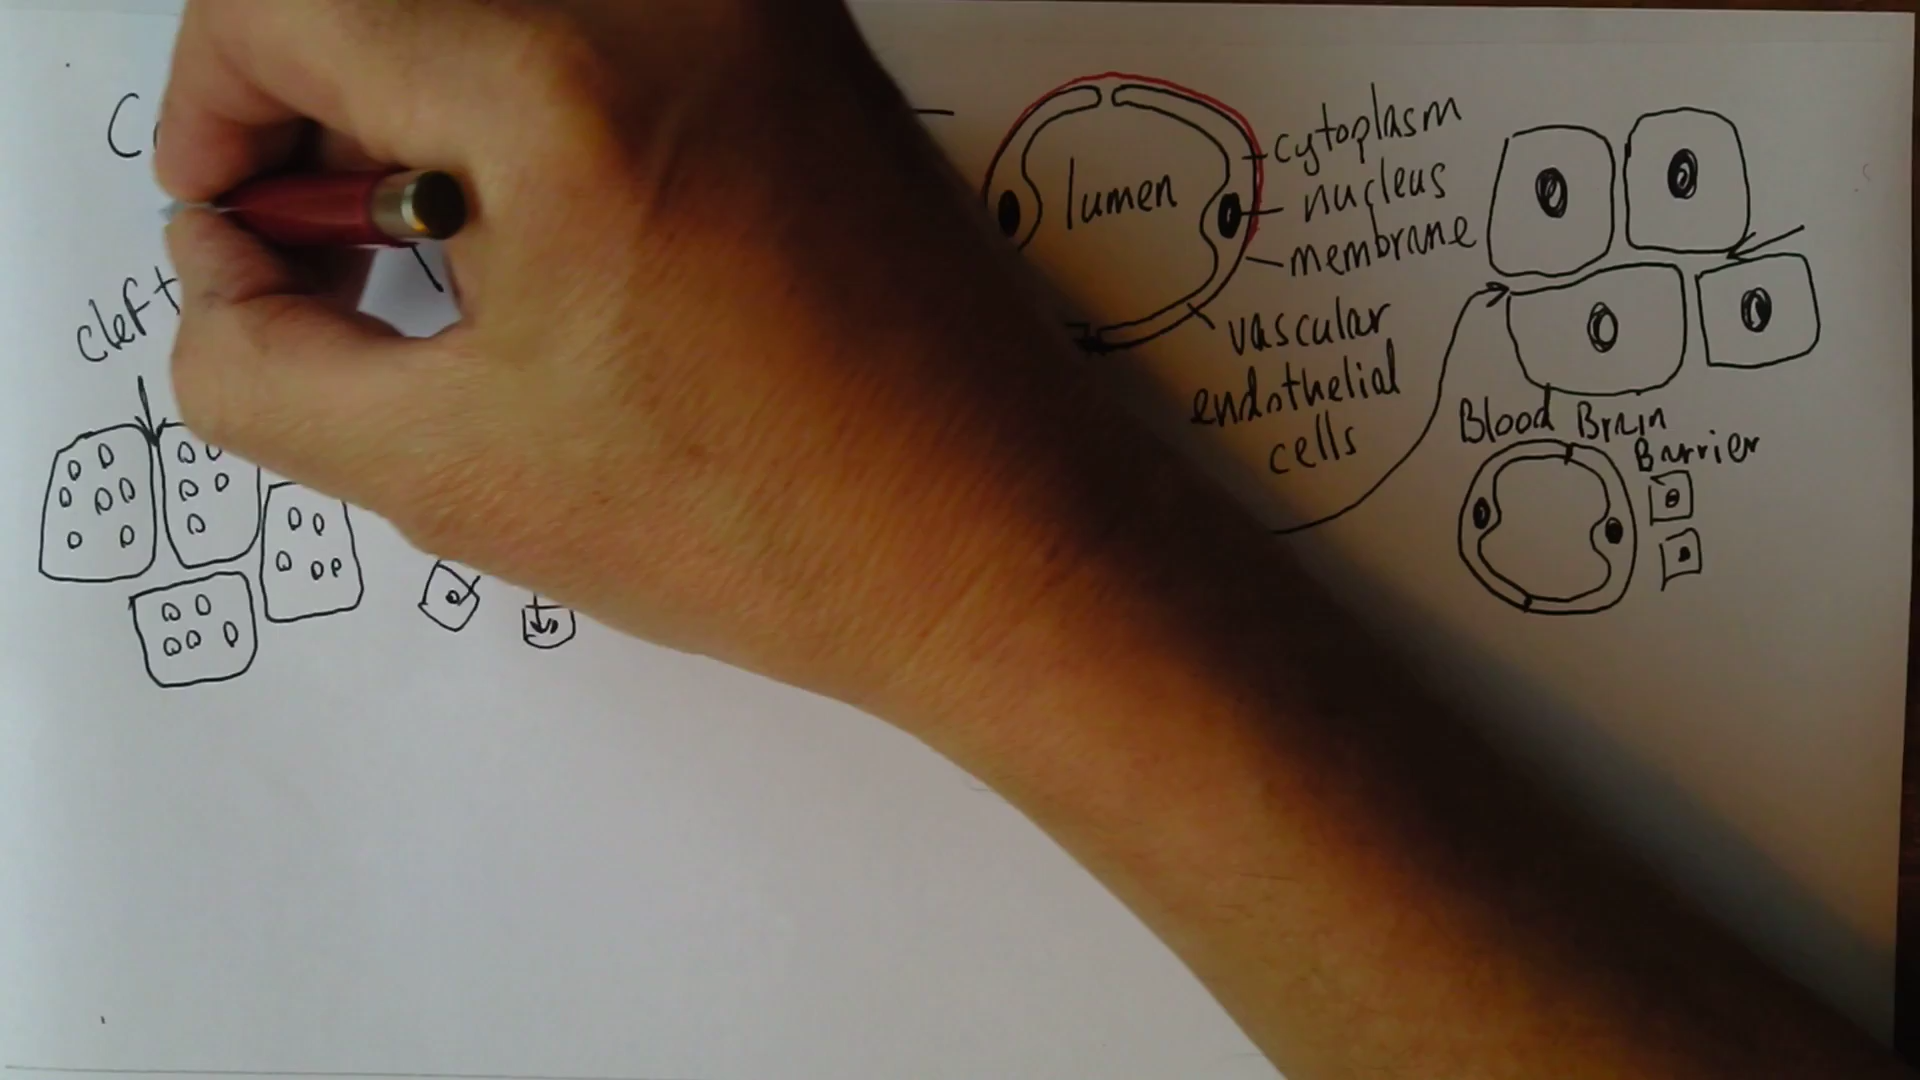 cleft
lumen
cytoplasm
nucleus
membrane
vascular
endothelial
cells
Blood Brain
Barrier